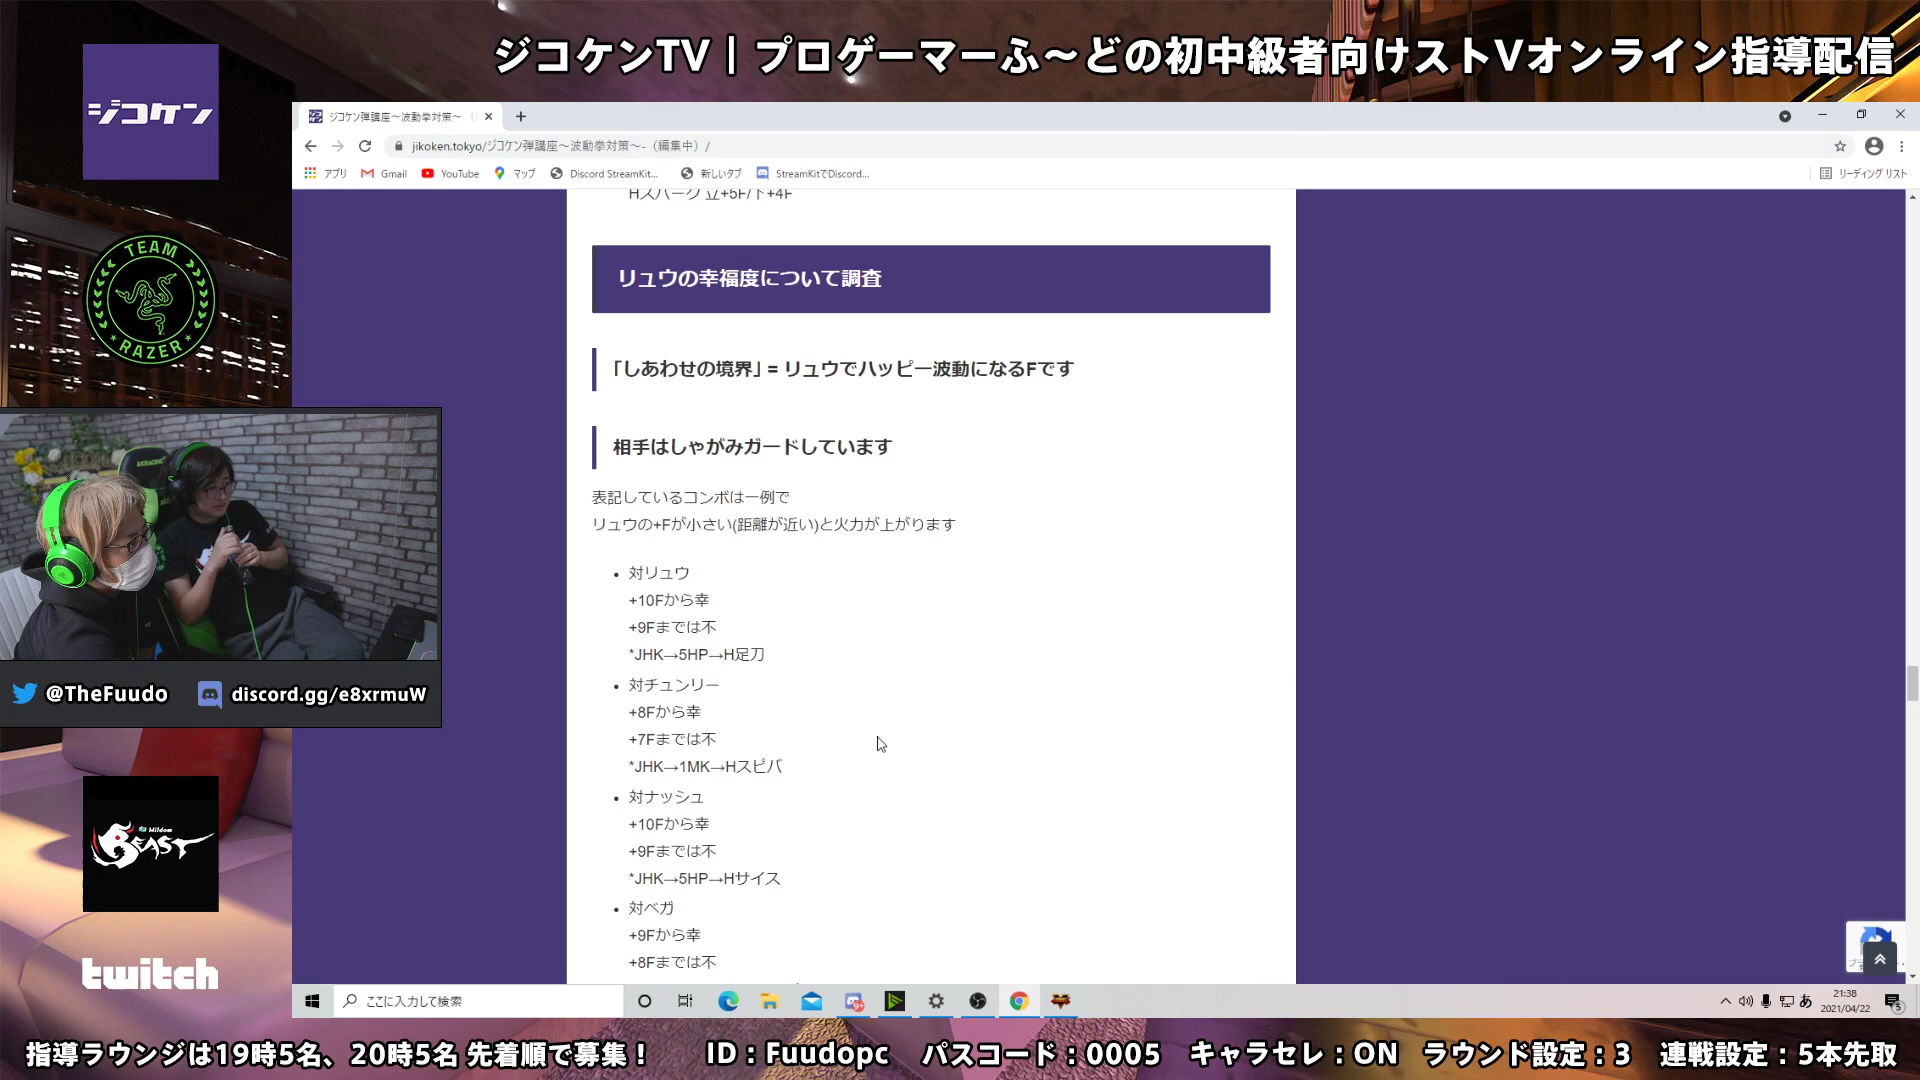 ジコケンTV｜プロゲーマーふ～どの初中級者向けストVオンライン指導配信
ジコケン
TEAM
RAZER
ジコケン弾講座～波動拳対策～
jikoken.tokyo/ジコケン弾講座～波動拳対策～-（編集中）/
アプリ
Gmail
YouTube
マップ
Discord StreamKit...
新しいタブ
StreamKitでDiscord...
リーディング リスト
Hスパーク 立+5F/下+4F
リュウの幸福度について調査
「しあわせの境界」= リュウでハッピー波動になるFです
相手はしゃがみガードしています
表記しているコンボは一例で
リュウの+Fが小さい(距離が近い)と火力が上がります
• 対リュウ
+10Fから幸
+9Fまでは不
*JHK→5HP→H足刀
• 対チュンリー
+8Fから幸
+7Fまでは不
*JHK→1MK→Hスピバ
• 対ナッシュ
+10Fから幸
+9Fまでは不
*JHK→5HP→Hサイス
• 対ベガ
+9Fから幸
+8Fまでは不
@TheFuudo
discord.gg/e8xrmuW
Mildom
BEAST
twitch
ここに入力して検索
あ
21:38
2021/04/22
5
指導ラウンジは19時5名、20時5名 先着順で募集！ ID：Fuudopc パスコード：0005 キャラセレ：ON ラウンド設定：3 連戦設定：5本先取